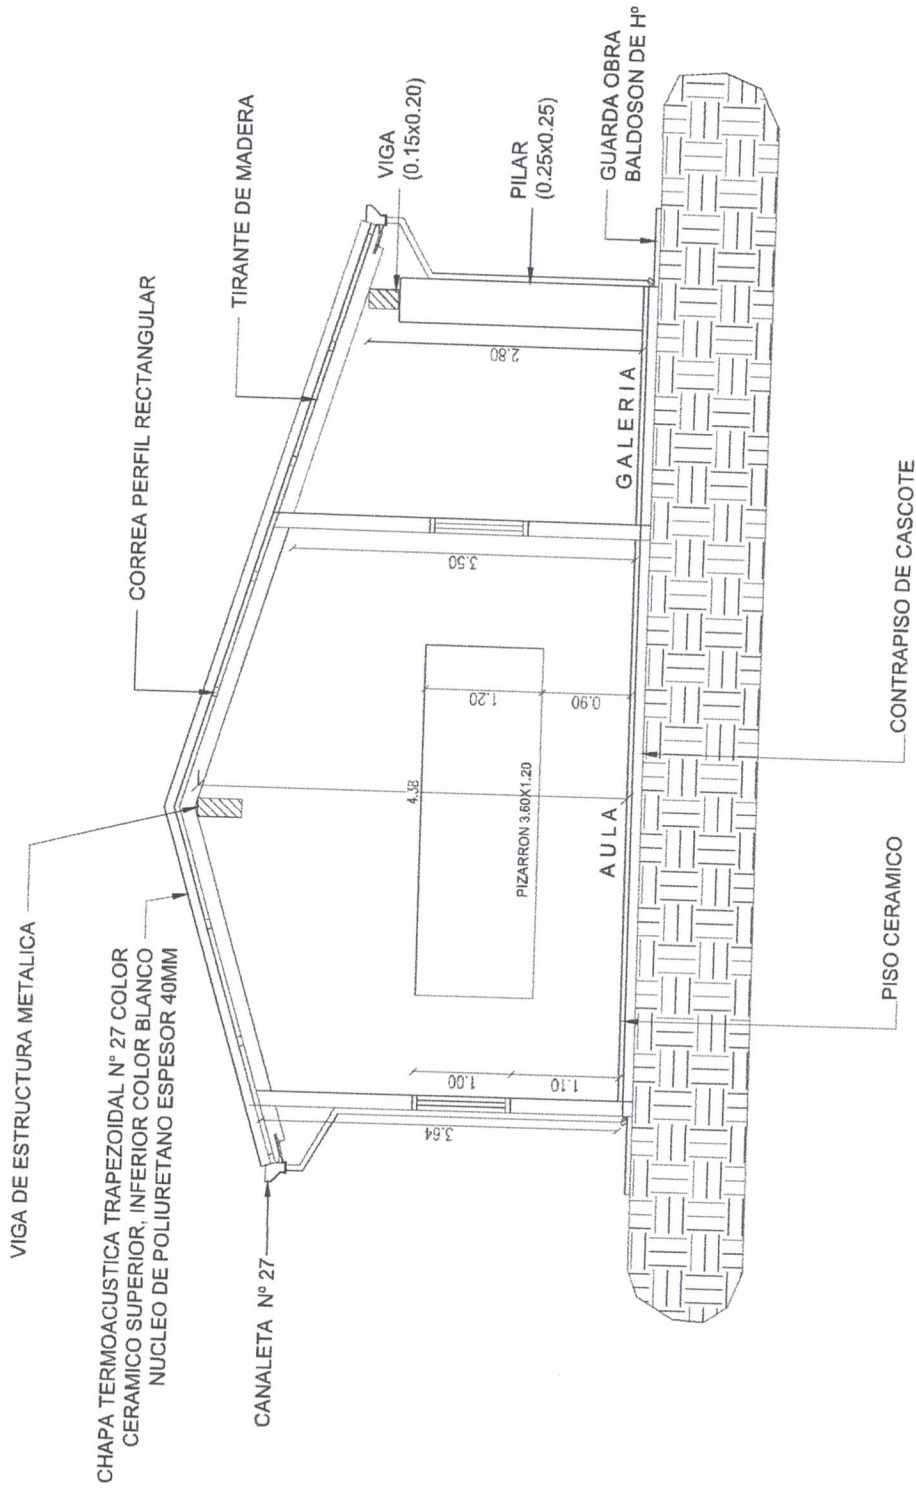 VIGA DE ESTRUCTURA METALICA
CHAPA TERMOACUSTICA TRAPEZOIDAL N° 27 COLOR
CERAMICO SUPERIOR, INFERIOR COLOR BLANCO
NUCLEO DE POLIURETANO ESPESOR 40MM
CANALETA N° 27
CORREA PERFIL RECTANGULAR
TIRANTE DE MADERA
VIGA
(0.15x0.20)
PILAR
(0.25x0.25)
GUARDA OBRA
BALDOSON DE Hº
3.64
1.00
1.10
4.38
PIZARRON 3.60X1.20
1.20
0.90
3.50
2.80
AULA
GALERIA
PISO CERAMICO
CONTRAPISO DE CASCOTE